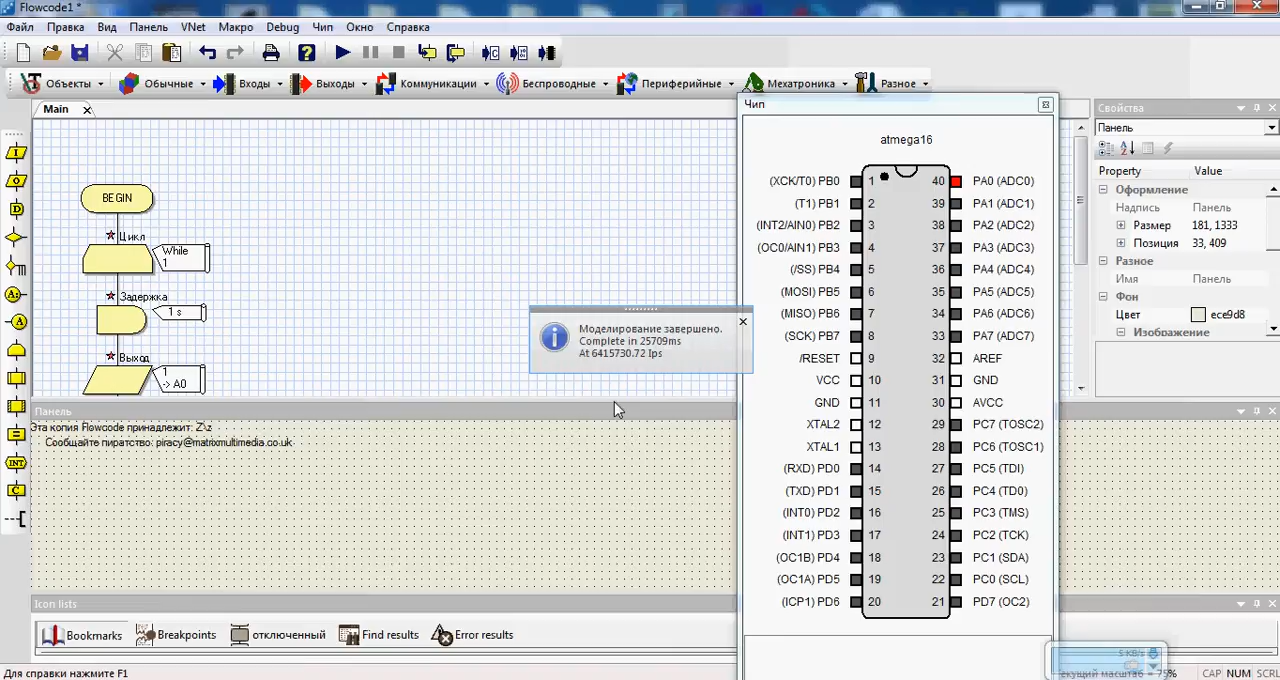 Flowcode1 *
Файл Правка Вид Панель VNet Макро Debug Чип Окно Справка
Объекты Обычные Входы Выходы Коммуникации Беспроводные Периферийные Мехатроника Разное
Main
BEGIN
Цикл
While
1
Задержка
1 s
Выход
1
-> A0
Моделирование завершено.
Complete in 25709ms
At 6415730.72 Ips
Чип
atmega16
(XCK/T0) PB0 1 40 PA0 (ADC0)
(T1) PB1 2 39 PA1 (ADC1)
(INT2/AIN0) PB2 3 38 PA2 (ADC2)
(OC0/AIN1) PB3 4 37 PA3 (ADC3)
(/SS) PB4 5 36 PA4 (ADC4)
(MOSI) PB5 6 35 PA5 (ADC5)
(MISO) PB6 7 34 PA6 (ADC6)
(SCK) PB7 8 33 PA7 (ADC7)
/RESET 9 32 AREF
VCC 10 31 GND
GND 11 30 AVCC
XTAL2 12 29 PC7 (TOSC2)
XTAL1 13 28 PC6 (TOSC1)
(RXD) PD0 14 27 PC5 (TDI)
(TXD) PD1 15 26 PC4 (TD0)
(INT0) PD2 16 25 PC3 (TMS)
(INT1) PD3 17 24 PC2 (TCK)
(OC1B) PD4 18 23 PC1 (SDA)
(OC1A) PD5 19 22 PC0 (SCL)
(ICP1) PD6 20 21 PD7 (OC2)
Свойства
Панель
Property Value
Оформление
Надпись Панель
Размер 181, 1333
Позиция 33, 409
Разное
Имя Панель
Фон
Цвет ece9d8
Изображение
Панель
Эта копия Flowcode принадлежит: Z\z
Сообщайте пиратство: piracy@matrixmultimedia.co.uk
Icon lists
Bookmarks Breakpoints отключенный Find results Error results
5 KB/s
Для справки нажмите F1
Текущий масштаб = 75% CAP NUM SCRL